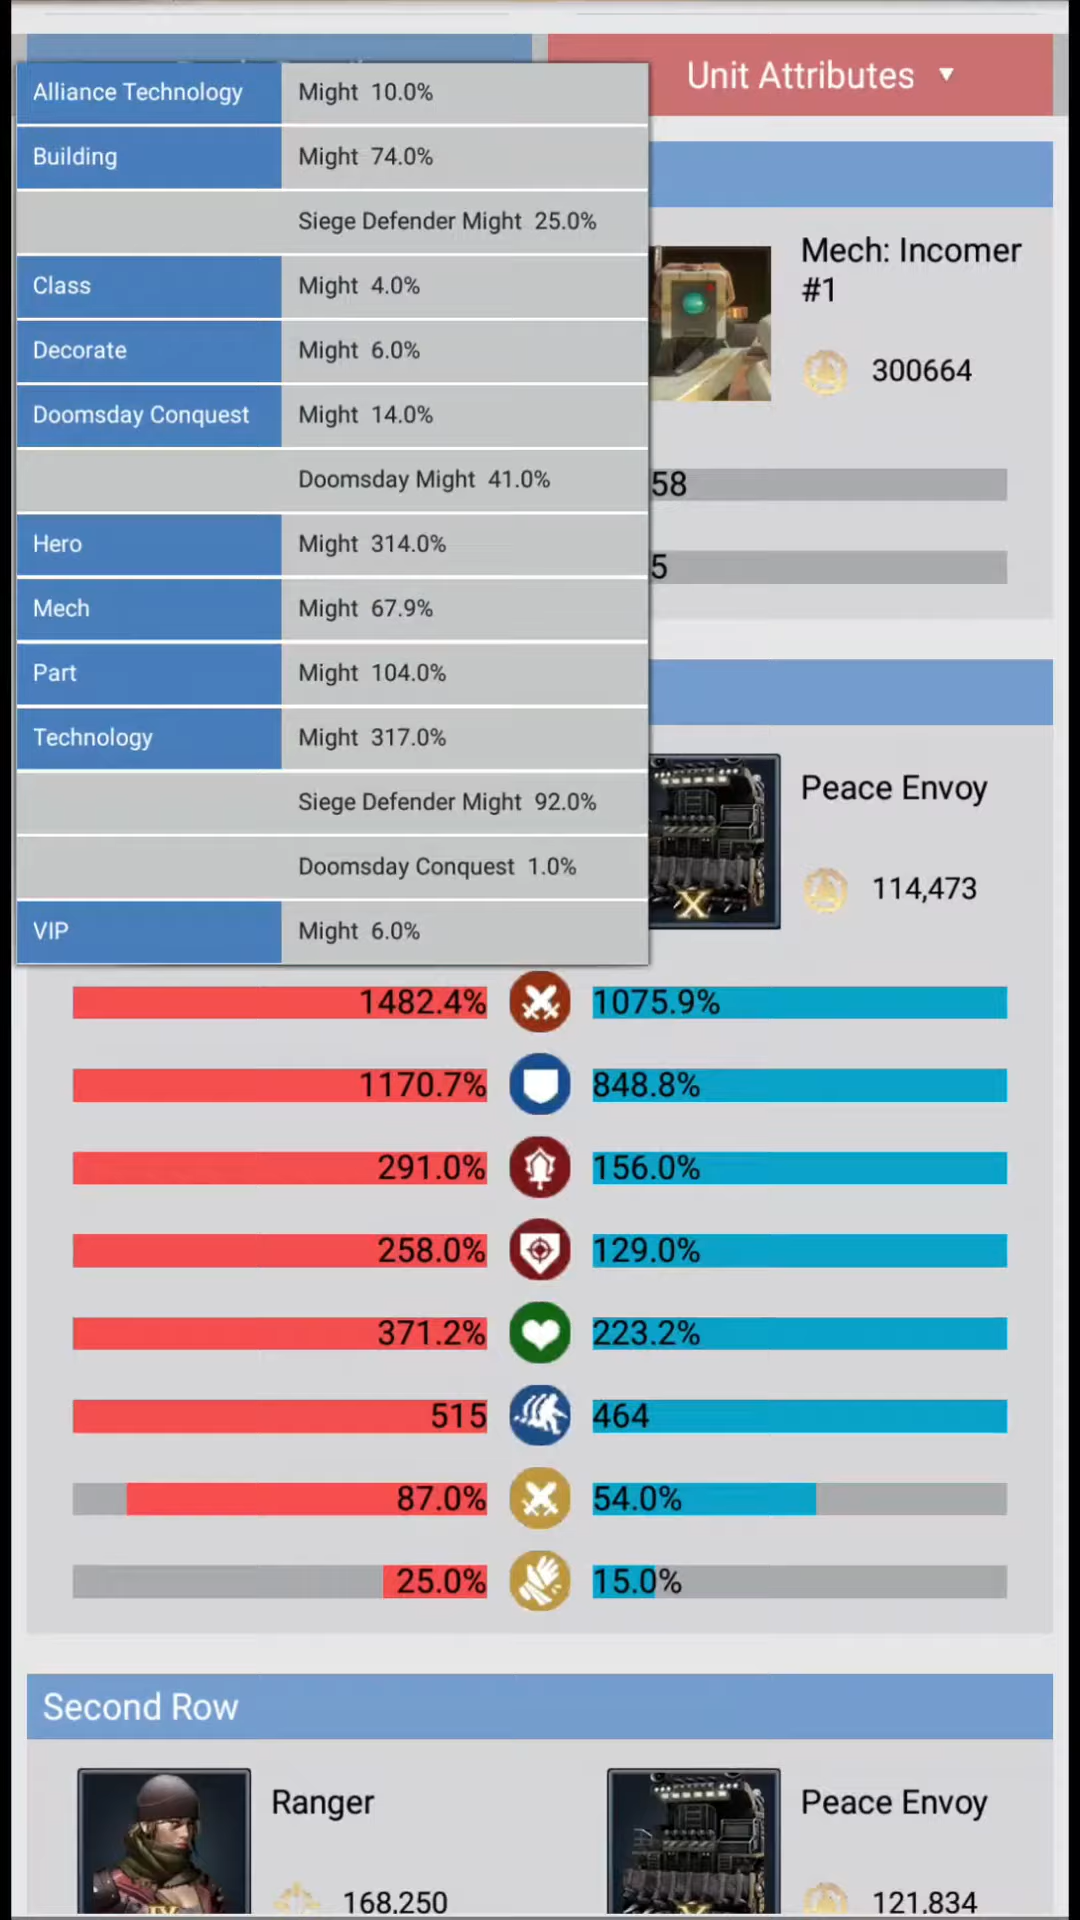 Unit Attributes ▼
Alliance Technology Might 10.0%
Building Might 74.0%
Siege Defender Might 25.0%
Class Might 4.0%
Decorate Might 6.0%
Doomsday Conquest Might 14.0%
Doomsday Might 41.0%
Hero Might 314.0%
Mech Might 67.9%
Part Might 104.0%
Technology Might 317.0%
Siege Defender Might 92.0%
Doomsday Conquest 1.0%
VIP Might 6.0%
Mech: Incomer
#1
300664
58
5
Peace Envoy
X
114,473
1482.4% 1075.9%
1170.7% 848.8%
291.0% 156.0%
258.0% 129.0%
371.2% 223.2%
515 464
87.0% 54.0%
25.0% 15.0%
Second Row
Ranger Peace Envoy
168,250 121,834